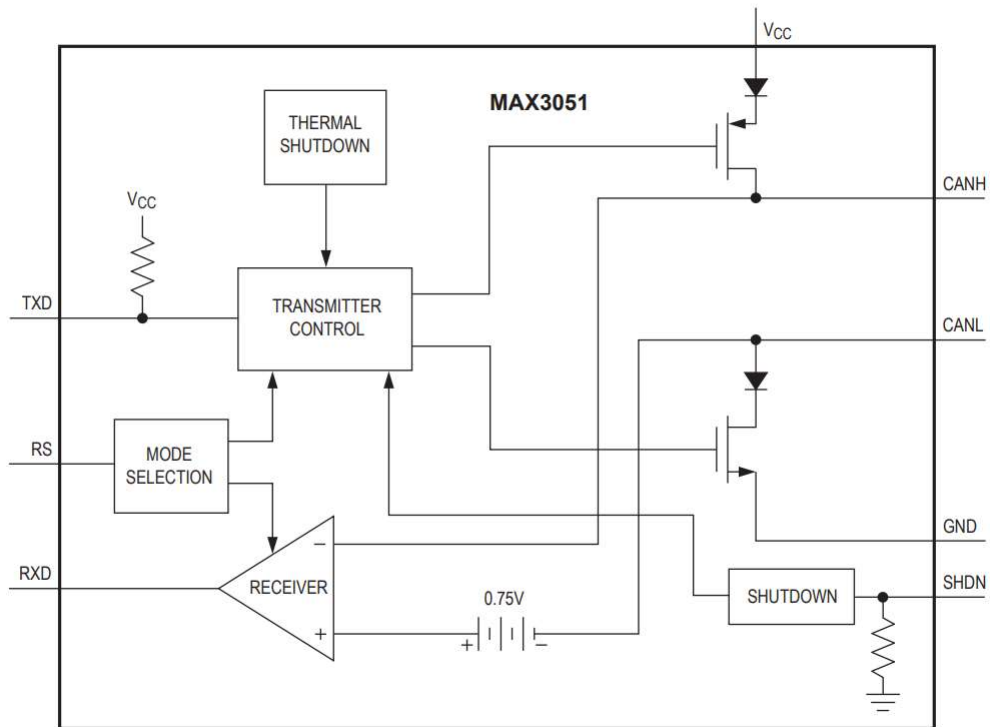 VCC
MAX3051
THERMAL
SHUTDOWN
CANH
VCC
TXD
TRANSMITTER
CONTROL
CANL
RS
MODE
SELECTION
GND
−
RXD
RECEIVER
0.75V
SHUTDOWN
SHDN
+
+
−